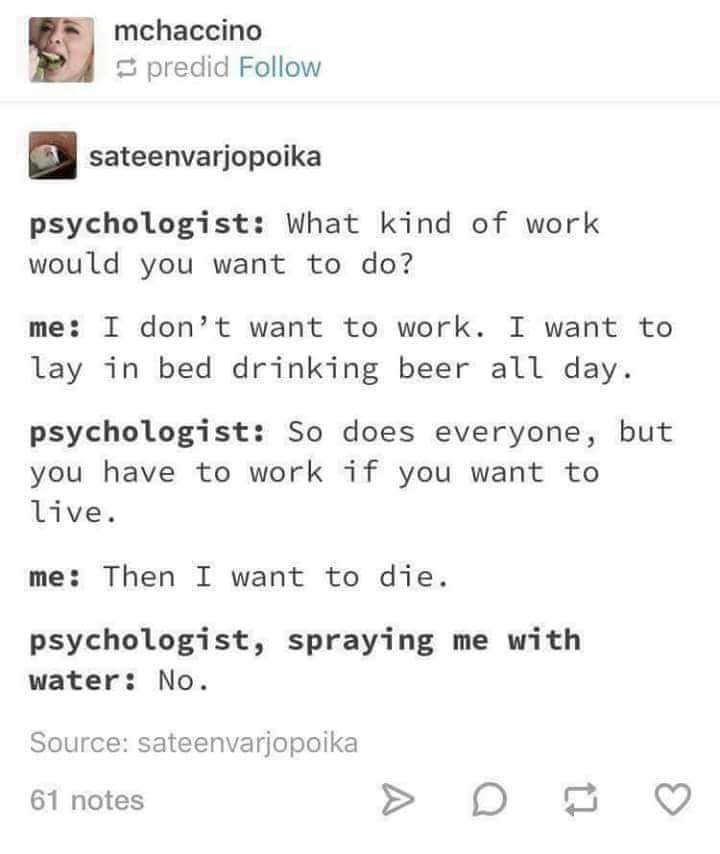 mchaccino
predid Follow
sateenvarjopoika
psychologist: What kind of work
would you want to do?
me: I don’t want to work. I want to
lay in bed drinking beer all day.
psychologist: So does everyone, but
you have to work if you want to
live.
me: Then I want to die.
psychologist, spraying me with
water: No.
Source: sateenvarjopoika
61 notes